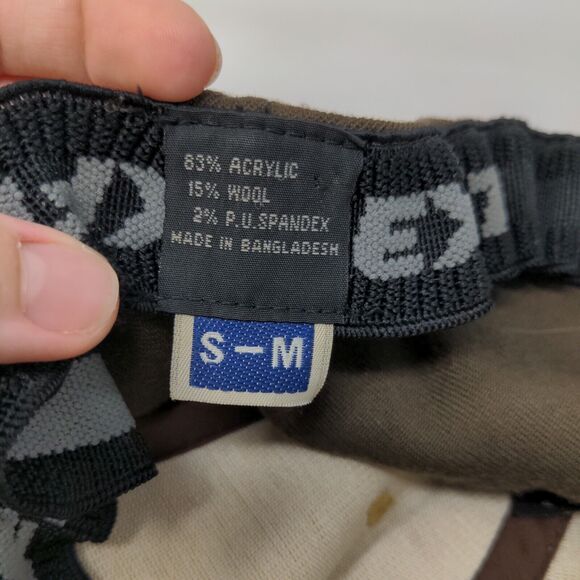 83% ACRYLIC
15% WOOL
2% P.U.SPANDEX
MADE IN BANGLADESH
S-M